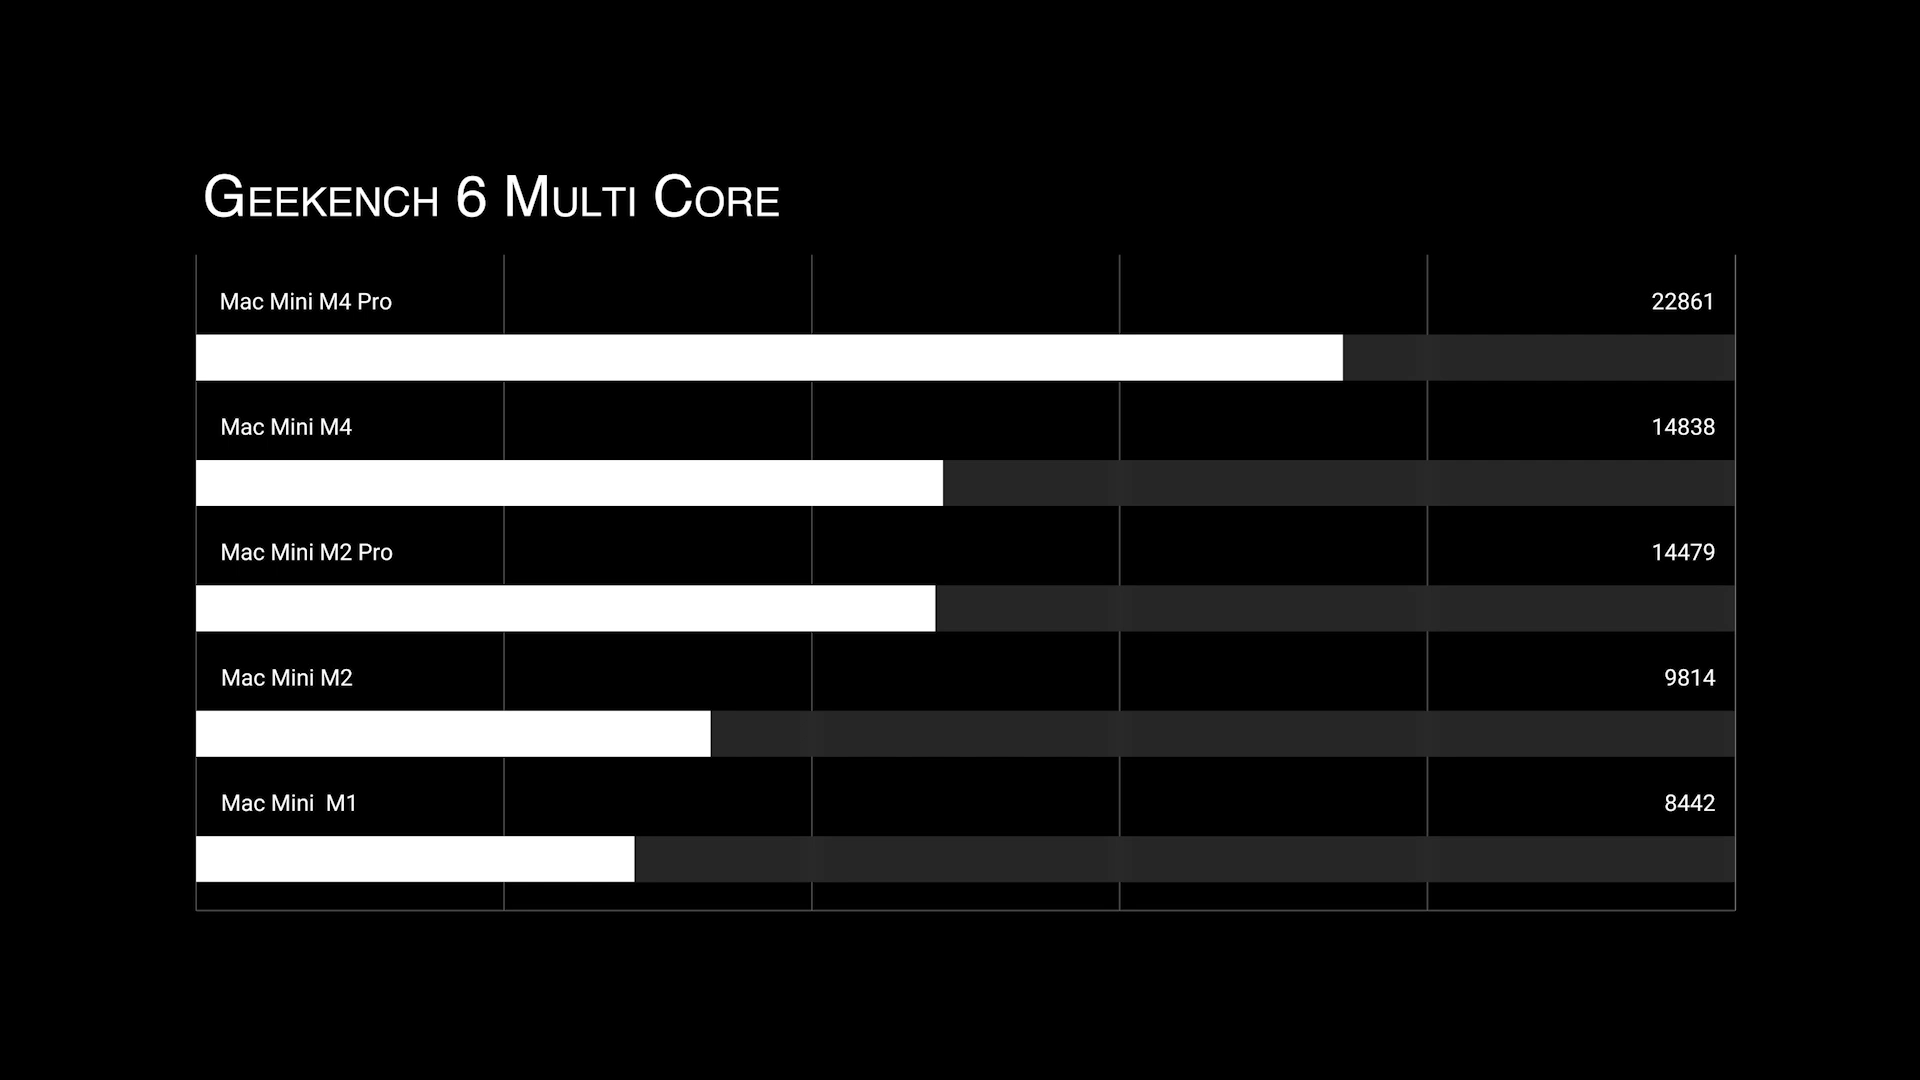 Geekench 6 Multi Core
Mac Mini M4 Pro 22861
Mac Mini M4 14838
Mac Mini M2 Pro 14479
Mac Mini M2 9814
Mac Mini  M1 8442